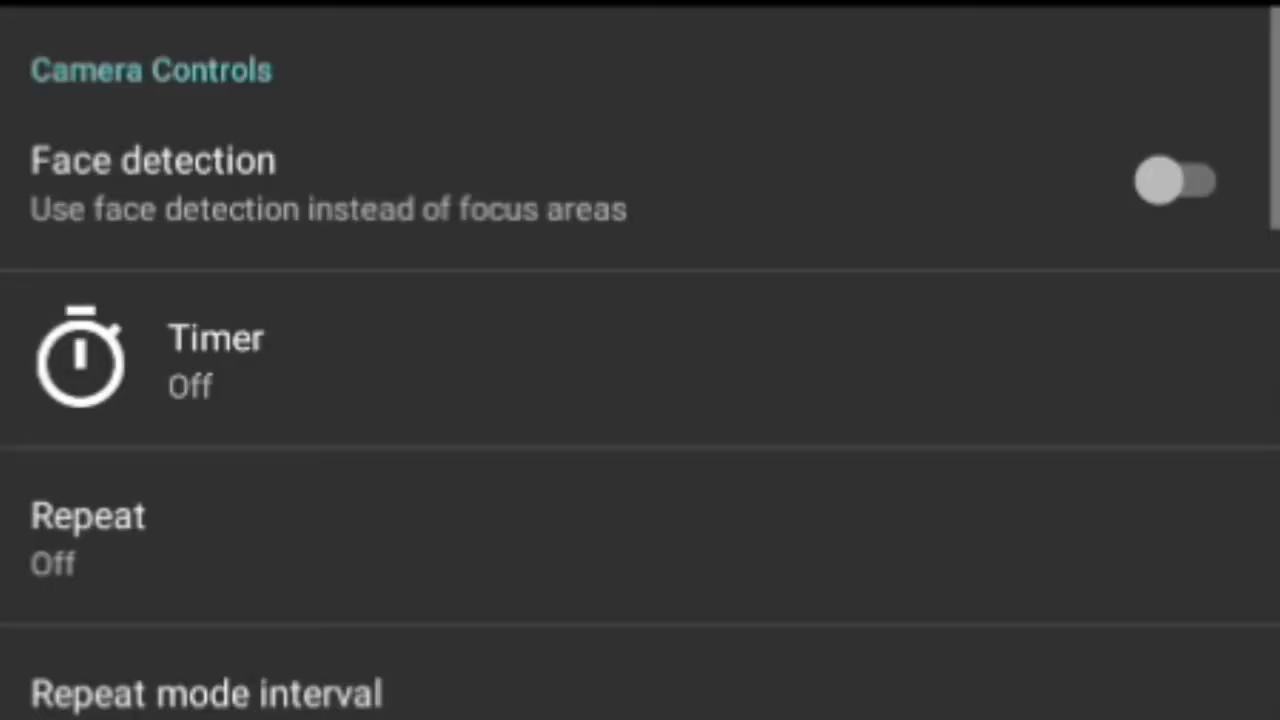 Camera Controls
Face detection
Use face detection instead of focus areas
Timer
Off
Repeat
Off
Repeat mode interval